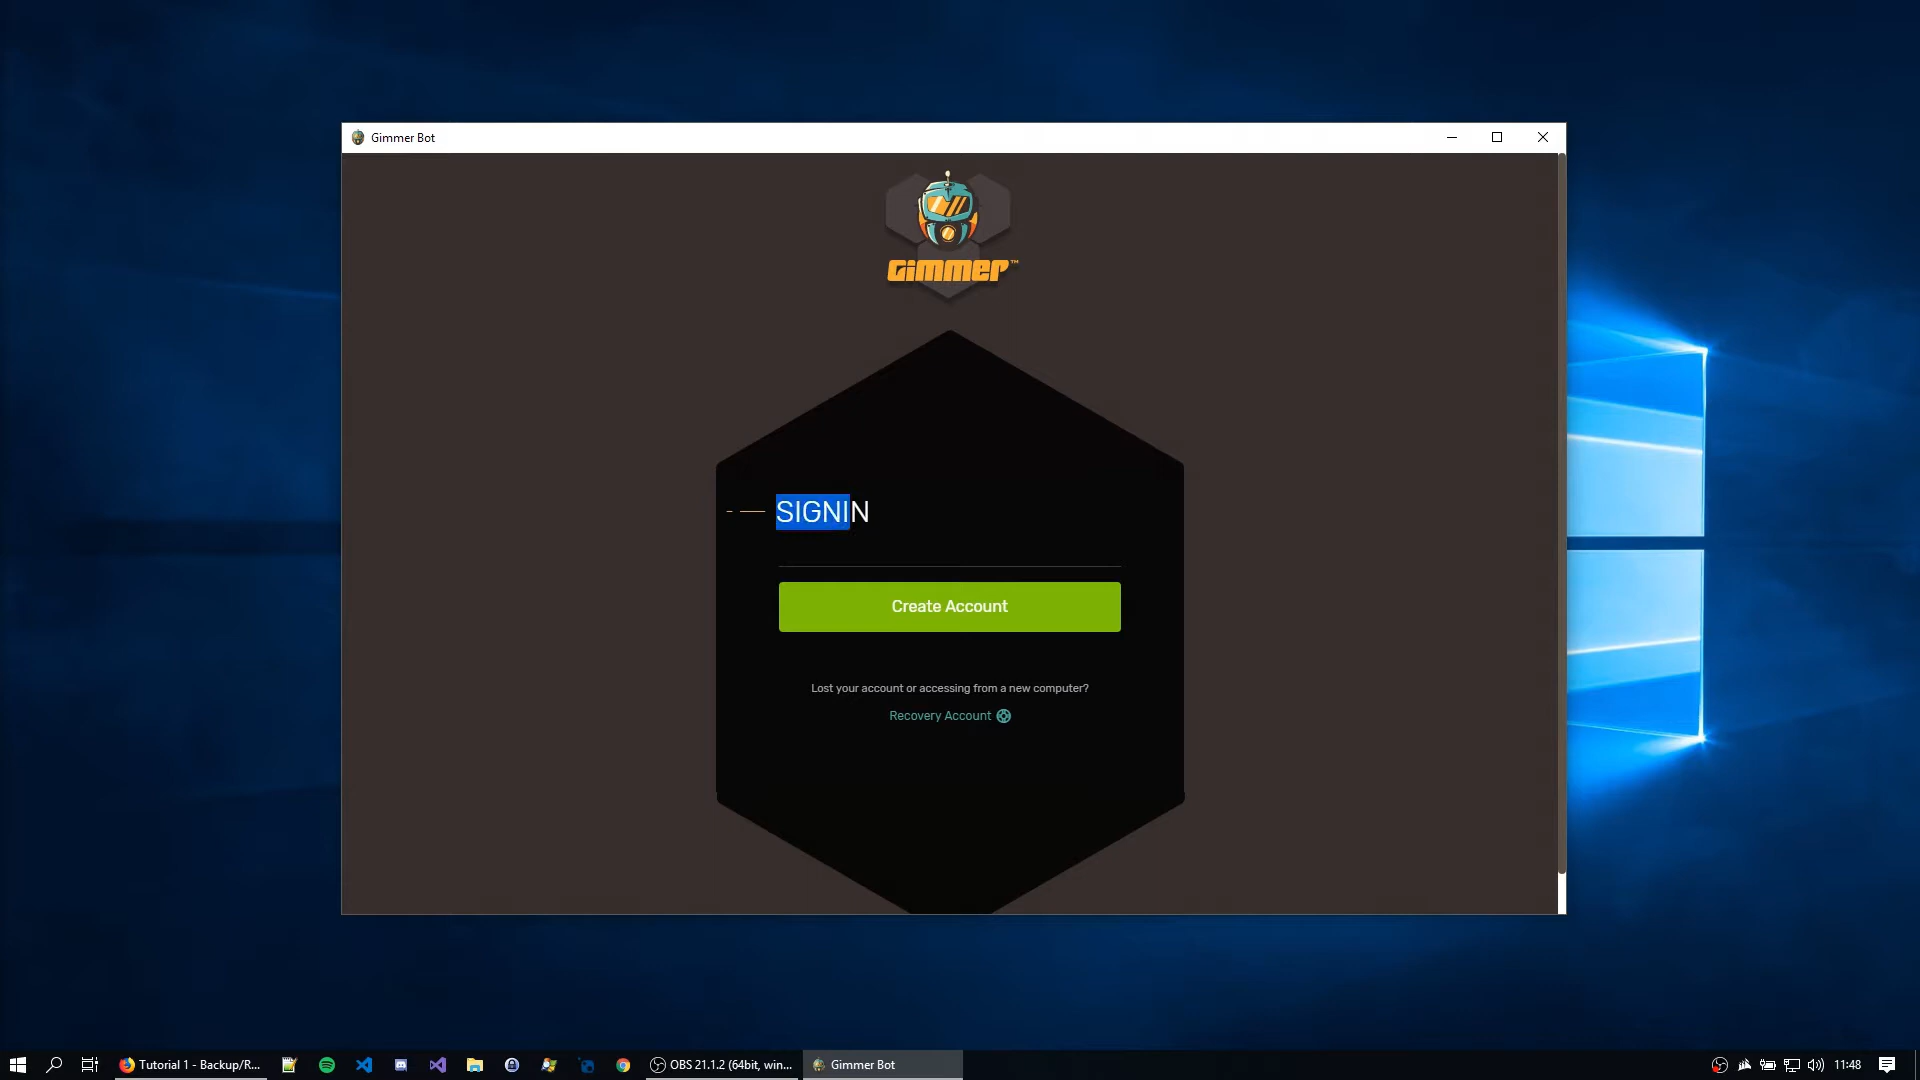 Gimmer Bot
GIMMER™
SIGNIN
Create Account
Lost your account or accessing from a new computer?
Recovery Account
Tutorial 1 - Backup/R...
OBS 21.1.2 (64bit, win...
Gimmer Bot
11:48